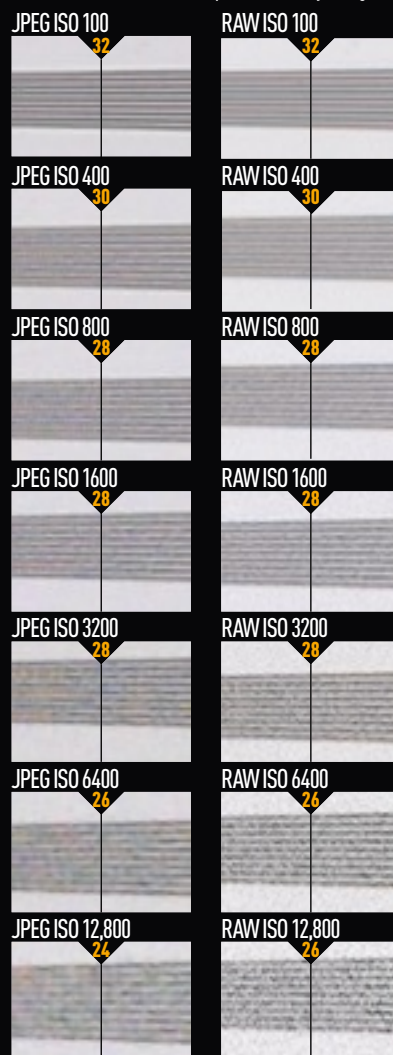 JPEG ISO 100
32
RAW ISO 100
32
JPEG ISO 400
30
RAW ISO 400
30
JPEG ISO 800
28
RAW ISO 800
28
JPEG ISO 1600
28
RAW ISO 1600
28
JPEG ISO 3200
28
RAW ISO 3200
28
JPEG ISO 6400
26
RAW ISO 6400
26
JPEG ISO 12,800
24
RAW ISO 12,800
26